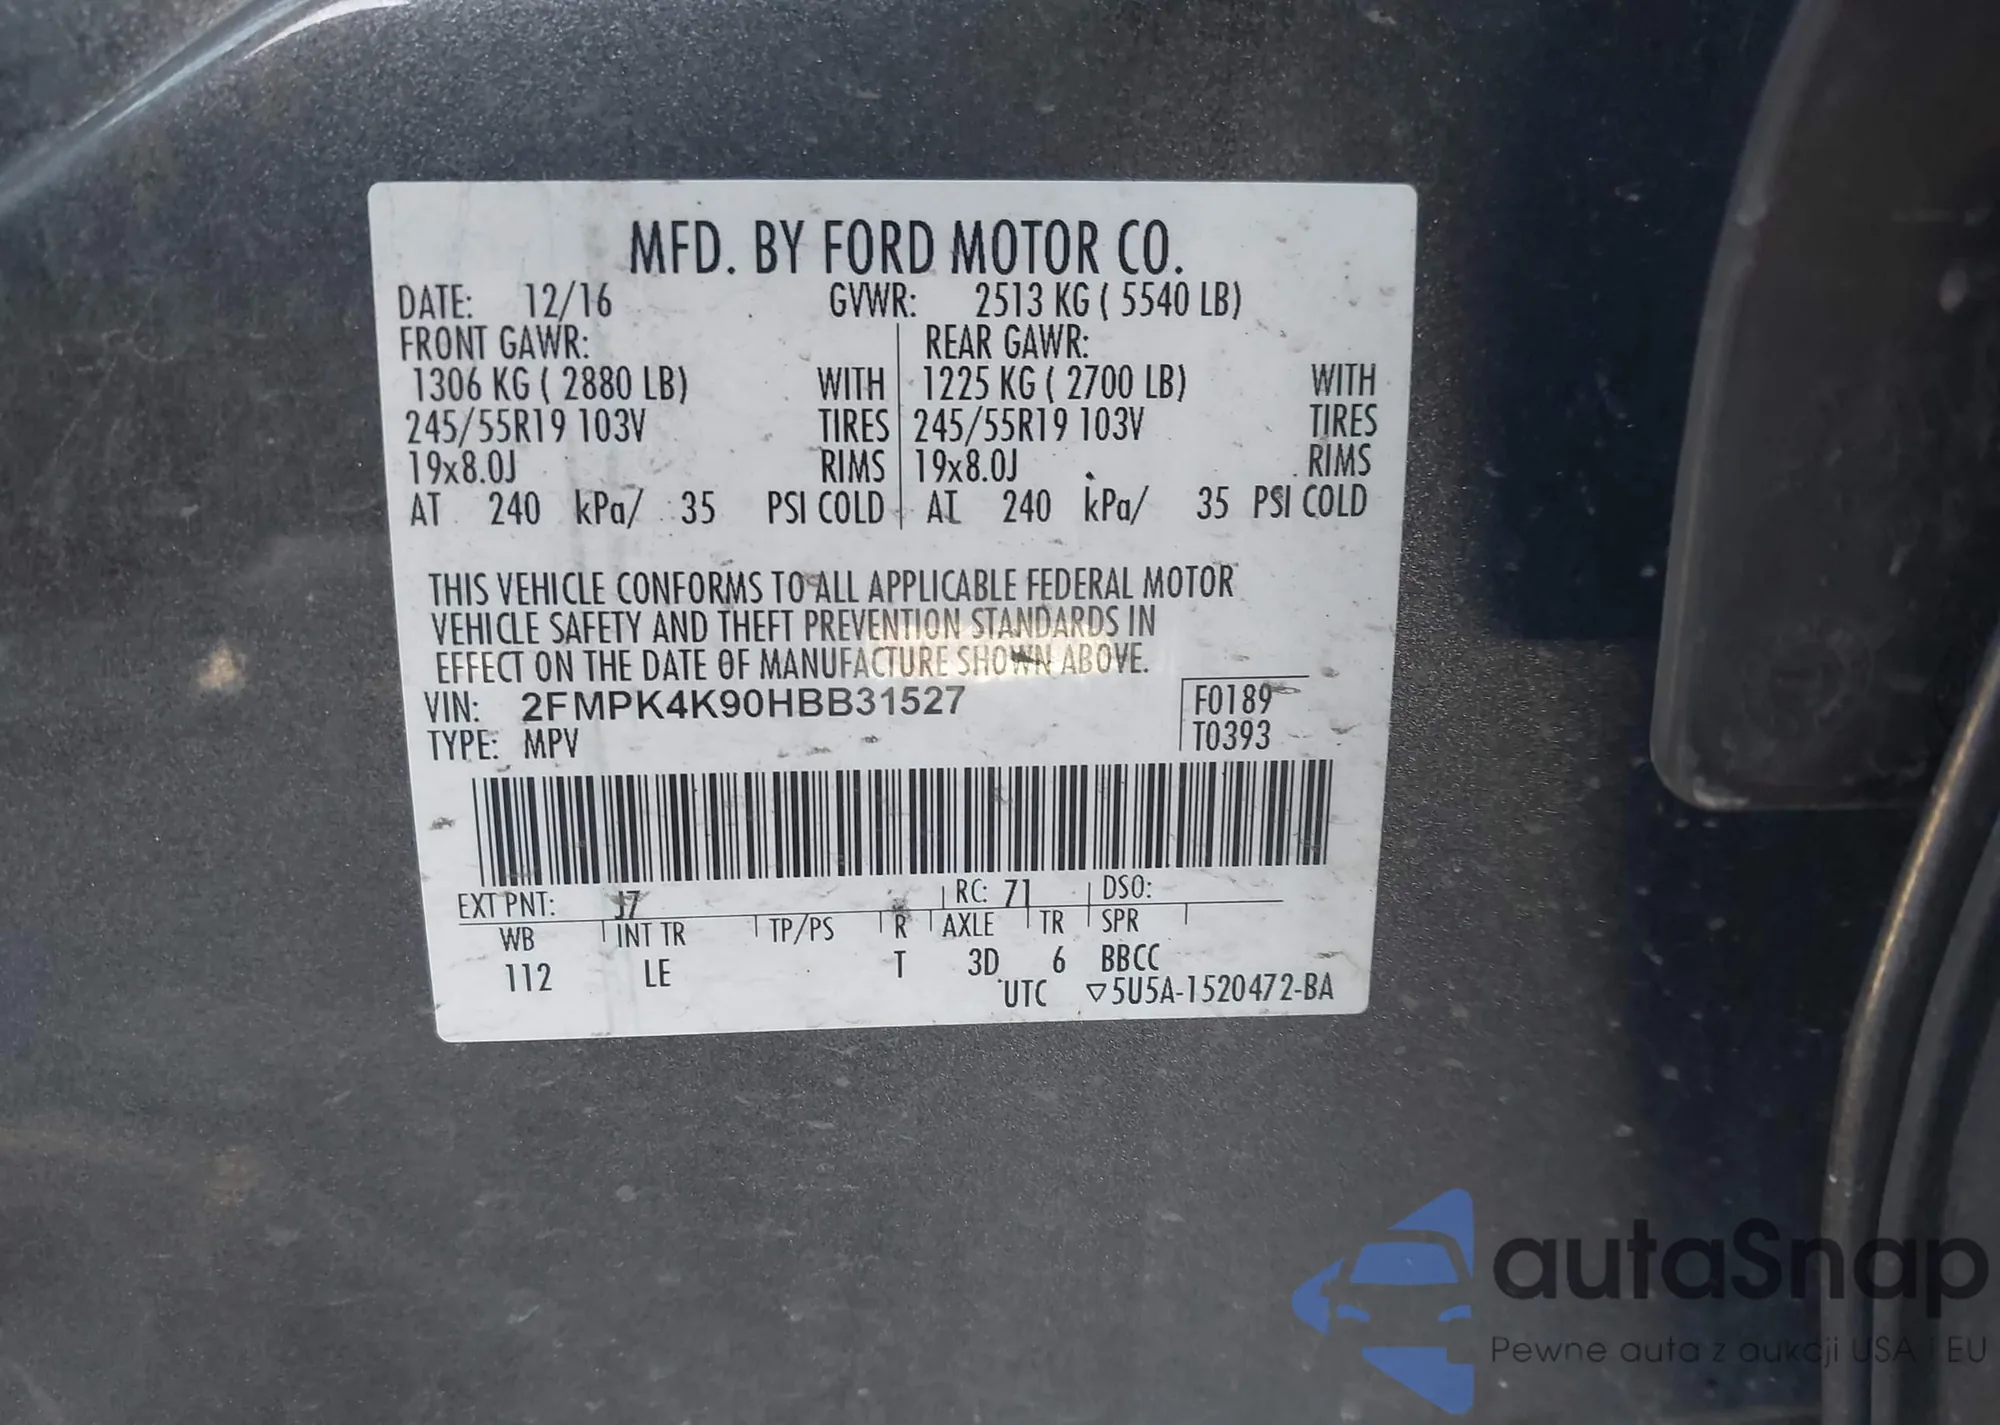 MFD. BY FORD MOTOR CO.
DATE: 12/16 GVWR: 2513 KG ( 5540 LB)
FRONT GAWR: REAR GAWR:
1306 KG ( 2880 LB) WITH 1225 KG ( 2700 LB) WITH
245/55R19 103V TIRES 245/55R19 103V TIRES
19x8.0J RIMS 19x8.0J RIMS
AT 240 kPa/ 35 PSI COLD AT 240 kPa/ 35 PSI COLD
THIS VEHICLE CONFORMS TO ALL APPLICABLE FEDERAL MOTOR
VEHICLE SAFETY AND THEFT PREVENTION STANDARDS IN
EFFECT ON THE DATE OF MANUFACTURE SHOWN ABOVE.
VIN: 2FMPK4K90HBB31527 F0189
TYPE: MPV T0393
EXT PNT: J7 RC: 71 DSO:
WB INT TR TP/PS R AXLE TR SPR
112 LE T 3D 6 BBCC
UTC ▽5U5A-1520472-BA
autaSnap
Pewne auta z aukcji USA i EU